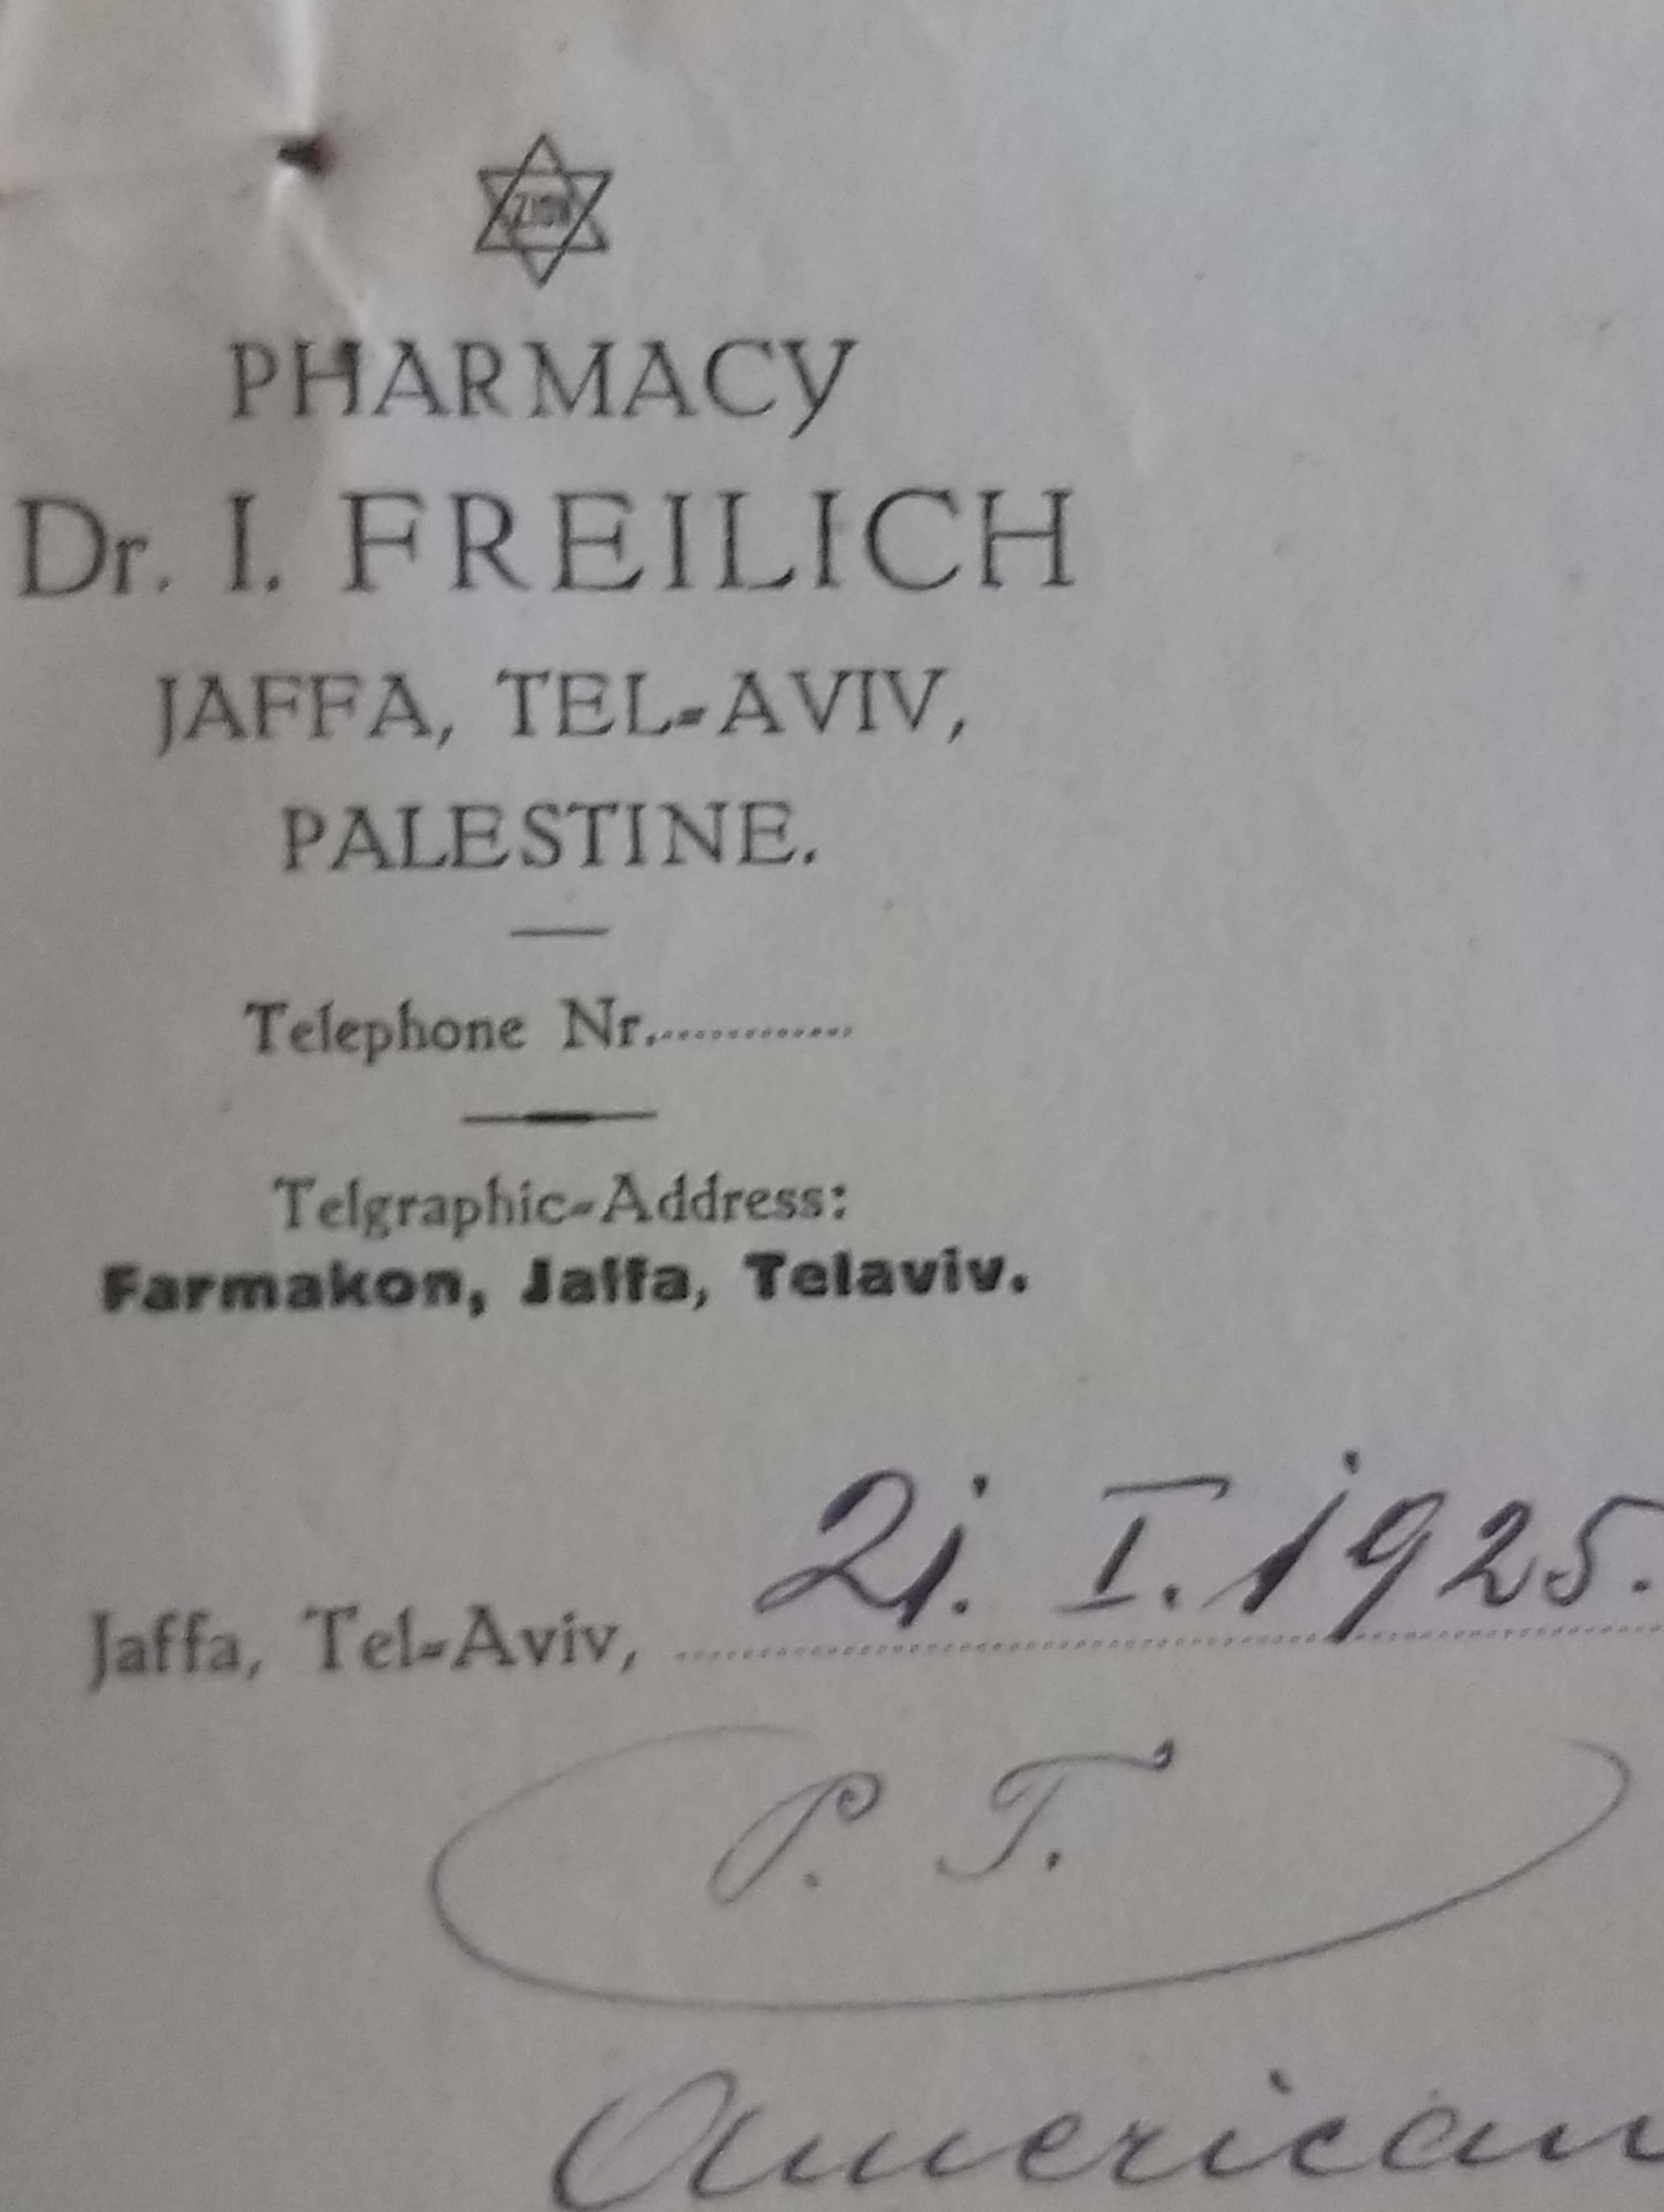 ZION
PHARMACY
Dr. I. FREILICH
JAFFA, TEL-AVIV,
PALESTINE.
Telephone Nr.............
Telgraphic-Address:
Farmakon, Jaffa, Telaviv.
Jaffa, Tel-Aviv, 21. I. 1925.
P. T.
American